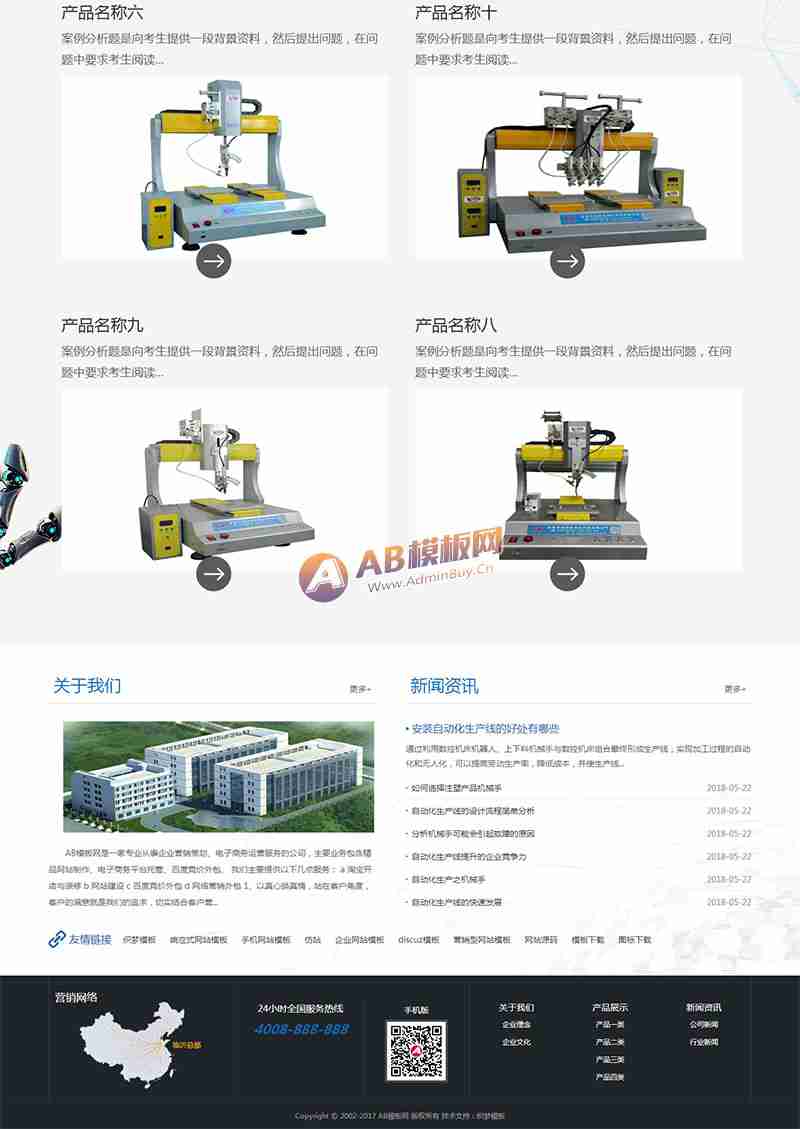 产品名称六
案例分析题是向考生提供一段背景资料，然后提出问题，在问
题中要求考生阅读...
产品名称十
案例分析题是向考生提供一段背景资料，然后提出问题，在问
题中要求考生阅读...
产品名称九
案例分析题是向考生提供一段背景资料，然后提出问题，在问
题中要求考生阅读...
产品名称八
案例分析题是向考生提供一段背景资料，然后提出问题，在问
题中要求考生阅读...
AB模板网
Www.AdminBuy.Cn
关于我们
更多+
AB模板网是一家专业从事企业营销策划、电子商务运营服务的公司，主要业务包含精
品网站制作、电子商务平台托管、百度竞价外包。 我们主要提供以下几点服务： a 淘宝开
店与装修 b 网站建设 c 百度竞价外包 d 网络营销外包 1、以真心换真情，站在客户角度，
客户的满意就是我们的追求，切实结合客户营...
新闻资讯
更多+
• 安装自动化生产线的好处有哪些
通过利用数控机床机器人、上下料机械手与数控机床组合最终形成生产线；实现加工过程的自动
化和无人化，可以提高劳动生产率，降低成本，并使生产线...
· 如何选择注塑产品机械手 2018-05-22
· 自动化生产线的设计流程简单分析 2018-05-22
· 分析机械手可能会引起故障的原因 2018-05-22
· 自动化生产线提升的企业竞争力 2018-05-22
· 自动化生产之机械手 2018-05-22
· 自动化生产线的快速发展 2018-05-22
友情链接 织梦模板 响应式网站模板 手机网站模板 仿站 企业网站模板 discuz模板 营销型网站模板 网站源码 模板下载 图标下载
营销网络
临沂总部
24小时全国服务热线
4008-888-888
手机版
关于我们
企业理念
企业文化
产品展示
产品一类
产品二类
产品三类
产品四类
新闻资讯
公司新闻
行业新闻
Copyright © 2002-2017 AB模板网 版权所有 技术支持：织梦模板